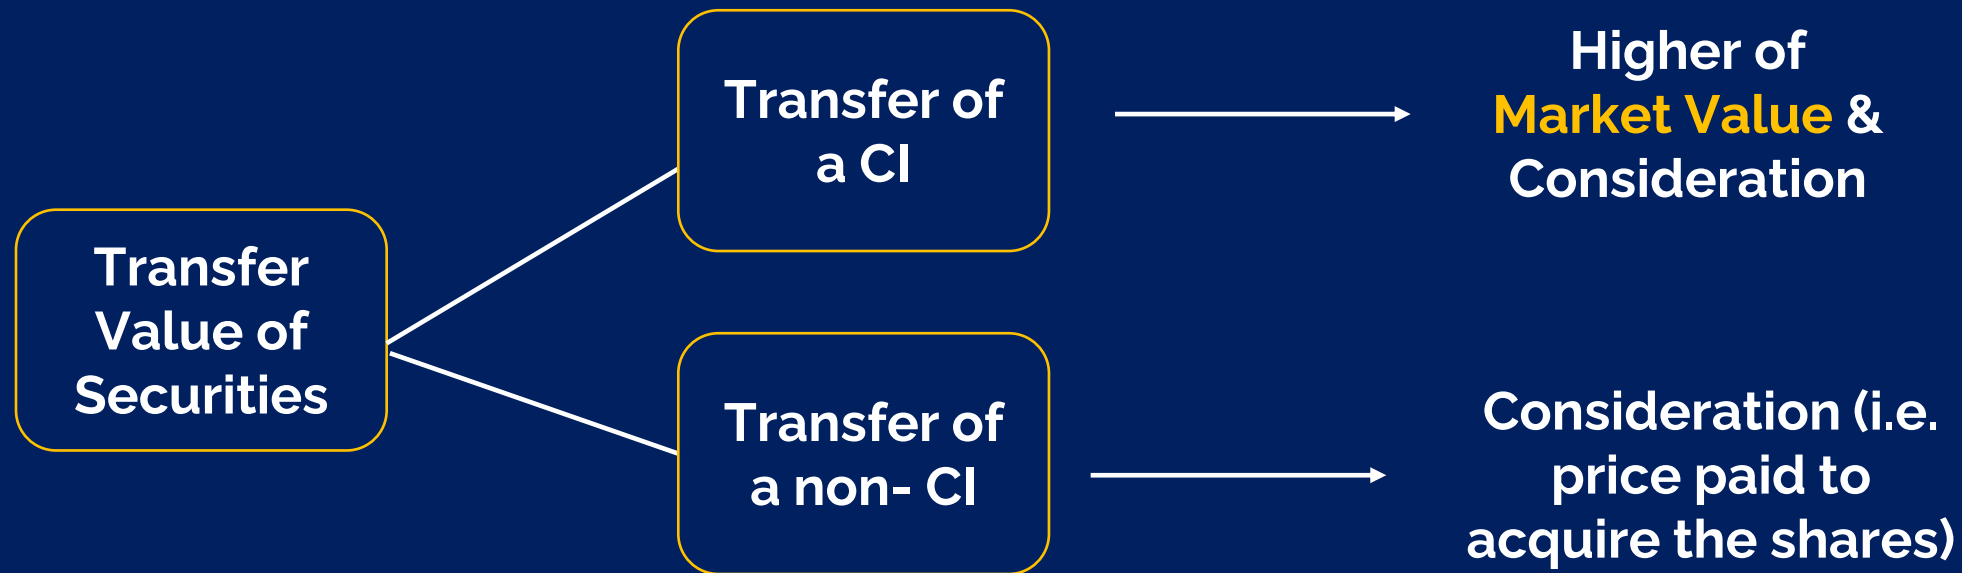 Transfer
Value of
Securities
Transfer of
a CI
Higher of
Market Value &
Consideration
Transfer of
a non- CI
Consideration (i.e.
price paid to
acquire the shares)